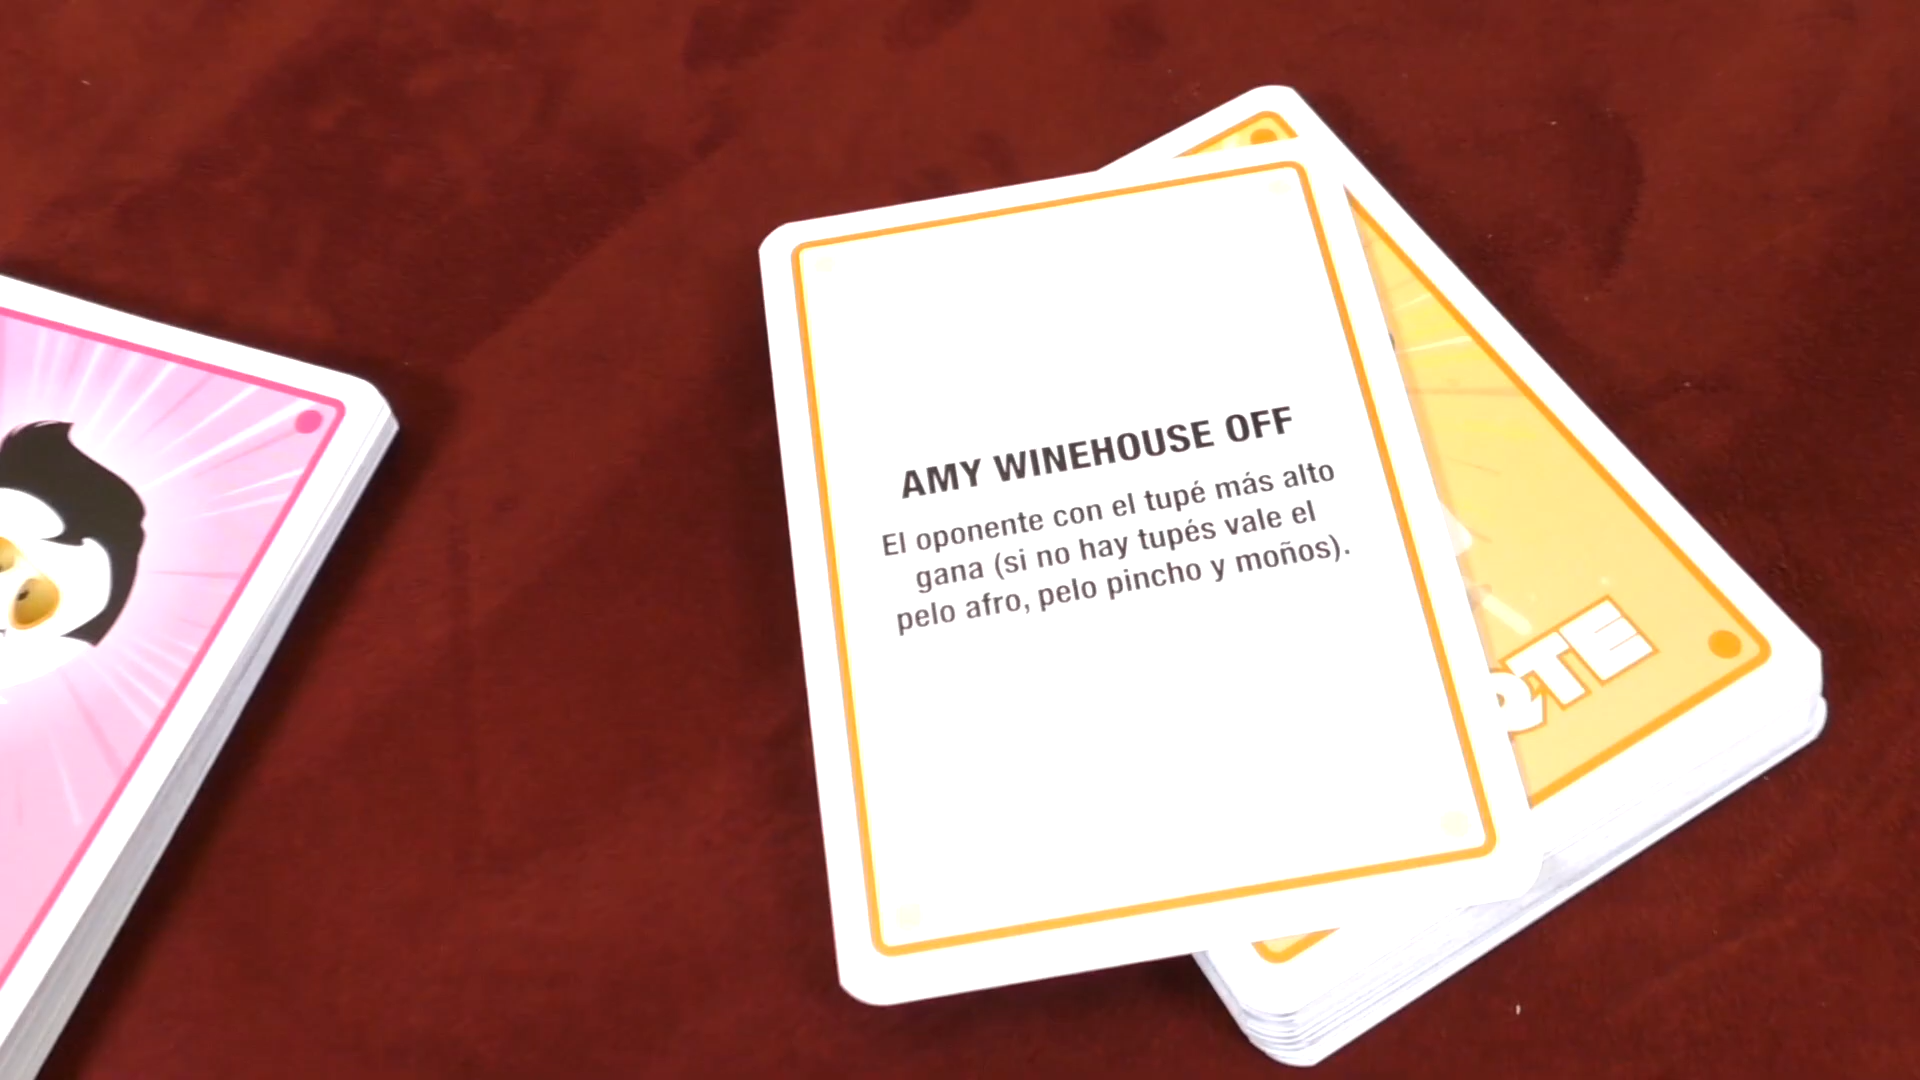 AMY WINEHOUSE OFF
El oponente con el tupé más alto
gana (si no hay tupés vale el
pelo afro, pelo pincho y moños).
TE